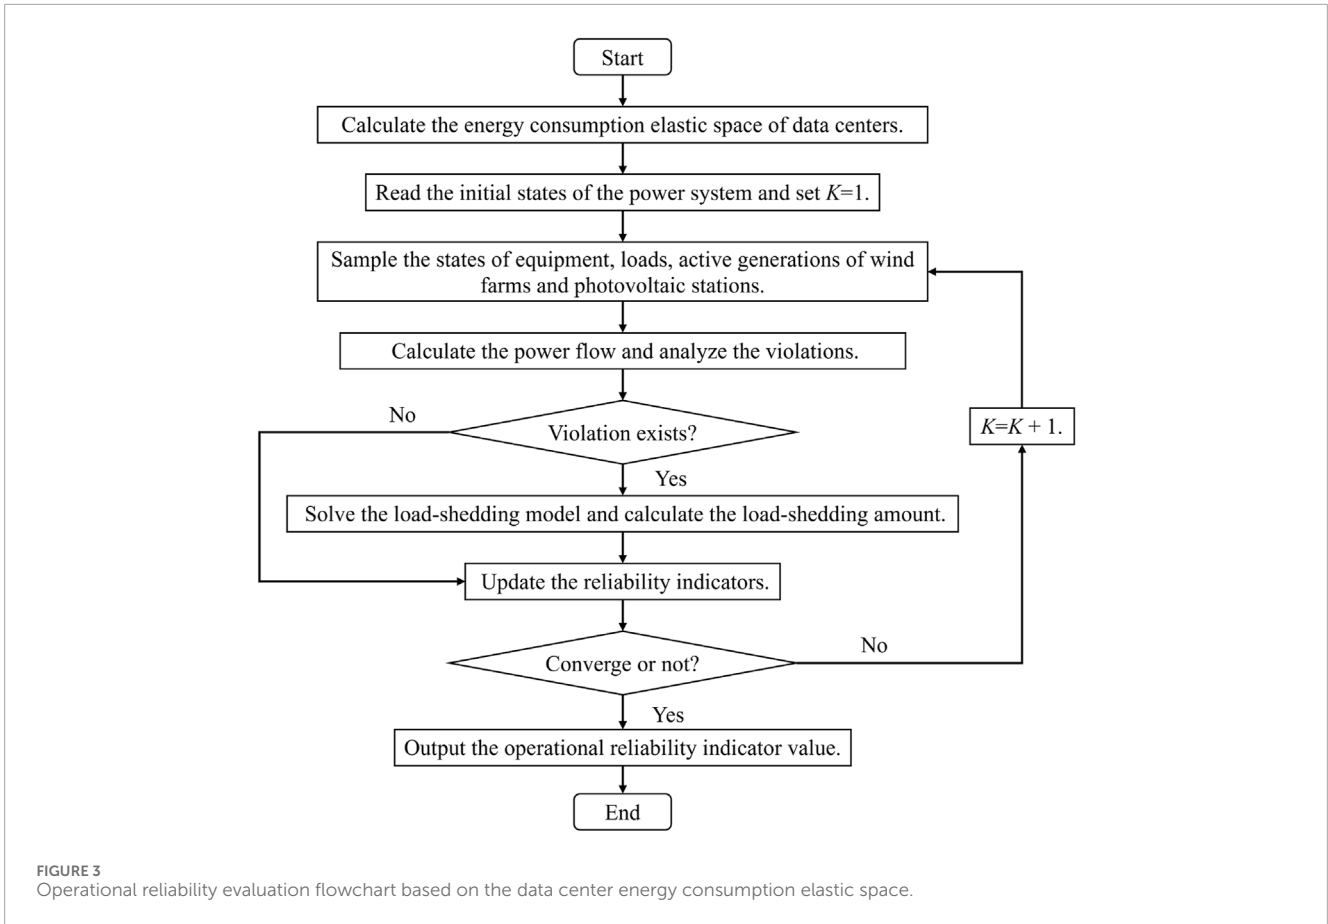 Start
Calculate the energy consumption elastic space of data centers.
Read the initial states of the power system and set K=1.
Sample the states of equipment, loads, active generations of wind
farms and photovoltaic stations.
Calculate the power flow and analyze the violations.
No
Violation exists?
K=K + 1.
Yes
Solve the load-shedding model and calculate the load-shedding amount.
Update the reliability indicators.
No
Converge or not?
Yes
Output the operational reliability indicator value.
End
FIGURE 3
Operational reliability evaluation flowchart based on the data center energy consumption elastic space.